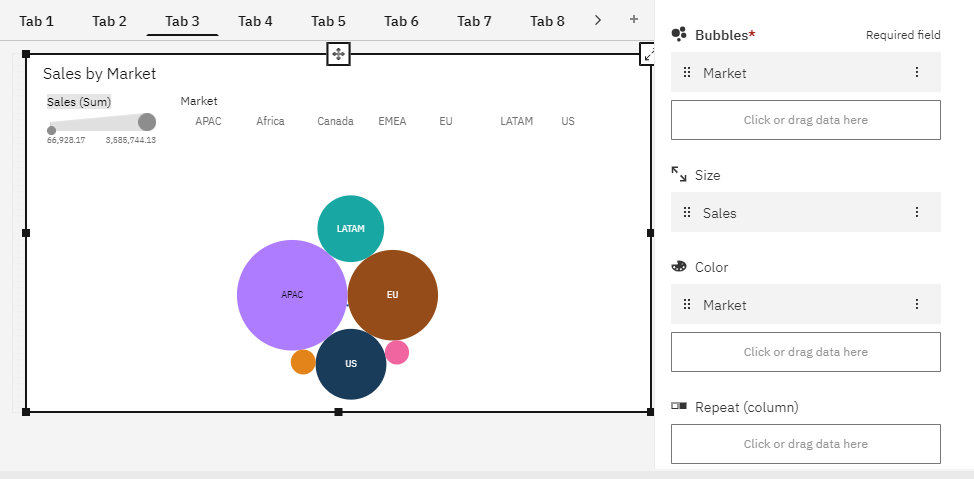 Tab 1 Tab 2 Tab 3 Tab 4 Tab 5 Tab 6 Tab 7 Tab 8
Sales by Market
Sales (Sum)
66,928.17 3,585,744.13
Market
APAC Africa Canada EMEA EU LATAM US
LATAM
APAC
EU
US
Bubbles* Required field
Market
Click or drag data here
Size
Sales
Color
Market
Click or drag data here
Repeat (column)
Click or drag data here